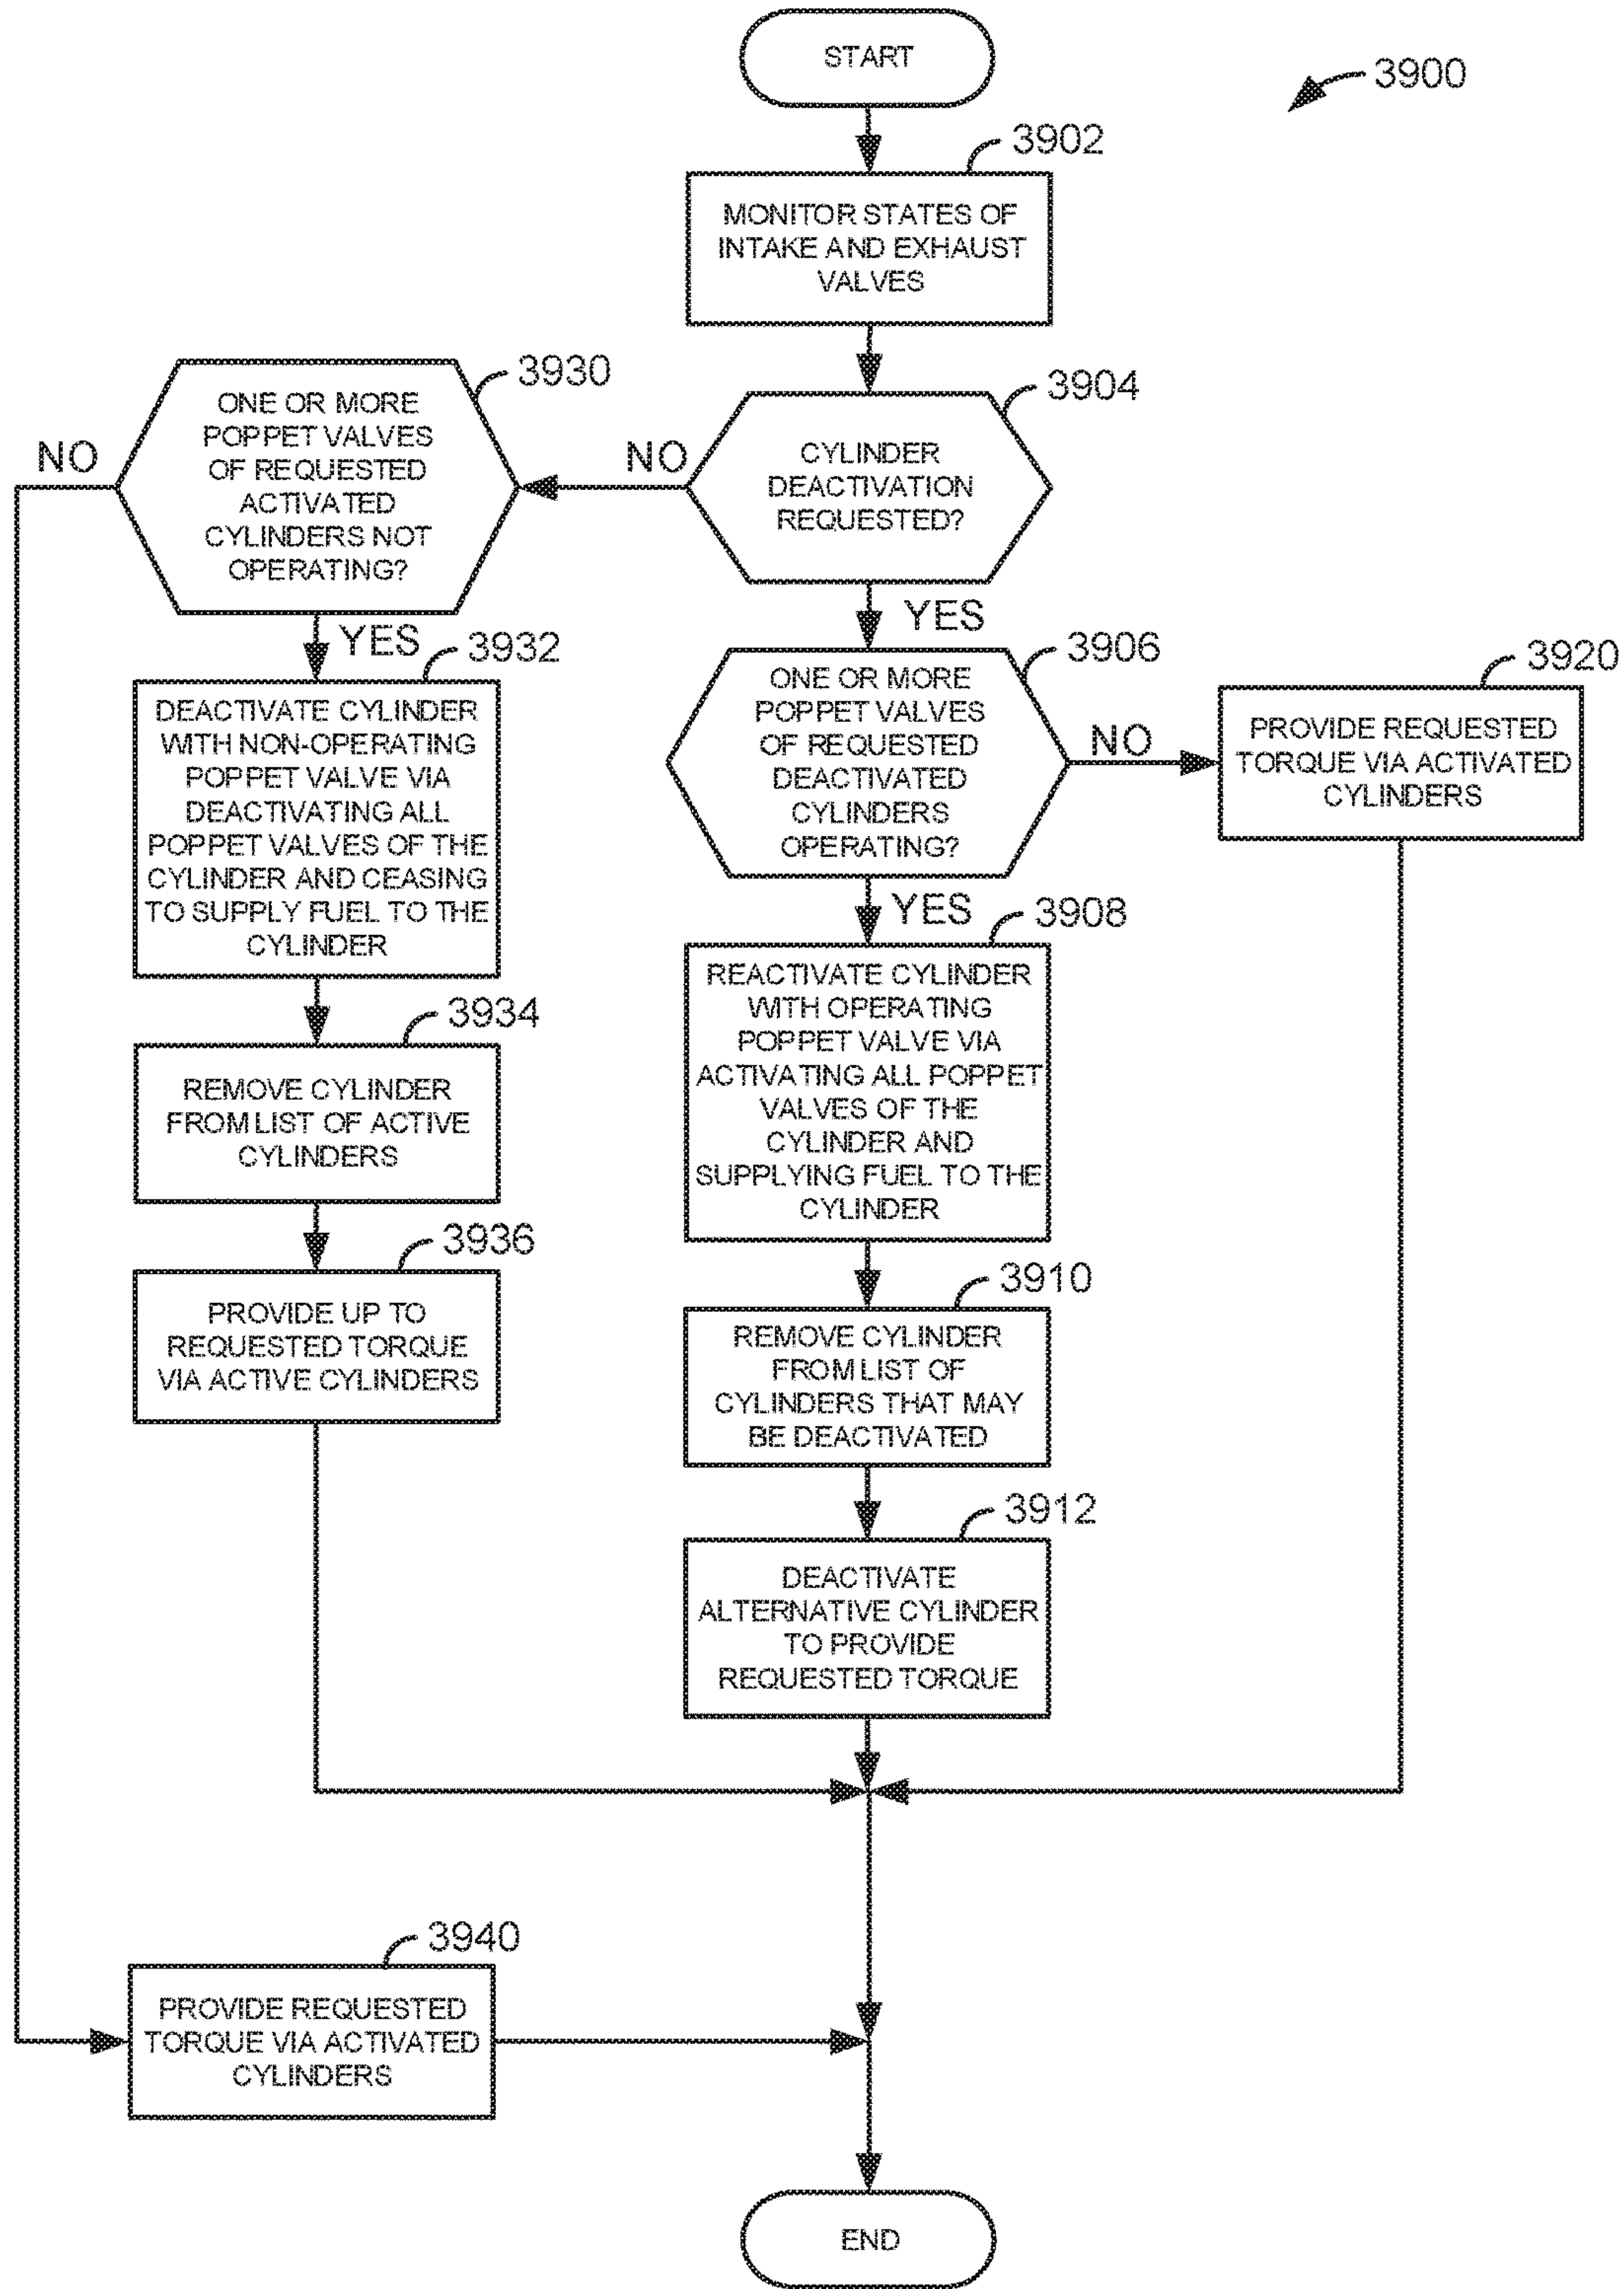 START
3900
3902
MONITOR STATES OF
INTAKE AND EXHAUST
VALVES
3904
CYLINDER
DEACTIVATION
REQUESTED?
NO
YES
3930
ONE OR MORE
POPPET VALVES
OF REQUESTED
ACTIVATED
CYLINDERS NOT
OPERATING?
NO
YES
3906
ONE OR MORE
POPPET VALVES
OF REQUESTED
DEACTIVATED
CYLINDERS
OPERATING?
NO
YES
3920
PROVIDE REQUESTED
TORQUE VIA ACTIVATED
CYLINDERS
3932
DEACTIVATE CYLINDER
WITH NON-OPERATING
POPPET VALVE VIA
DEACTIVATING ALL
POPPET VALVES OF THE
CYLINDER AND CEASING
TO SUPPLY FUEL TO THE
CYLINDER
3908
REACTIVATE CYLINDER
WITH OPERATING
POPPET VALVE VIA
ACTIVATING ALL POPPET
VALVES OF THE
CYLINDER AND
SUPPLYING FUEL TO THE
CYLINDER
3934
REMOVE CYLINDER
FROM LIST OF ACTIVE
CYLINDERS
3936
PROVIDE UP TO
REQUESTED TORQUE
VIA ACTIVE CYLINDERS
3910
REMOVE CYLINDER
FROM LIST OF
CYLINDERS THAT MAY
BE DEACTIVATED
3912
DEACTIVATE
ALTERNATIVE CYLINDER
TO PROVIDE
REQUESTED TORQUE
3940
PROVIDE REQUESTED
TORQUE VIA ACTIVATED
CYLINDERS
END